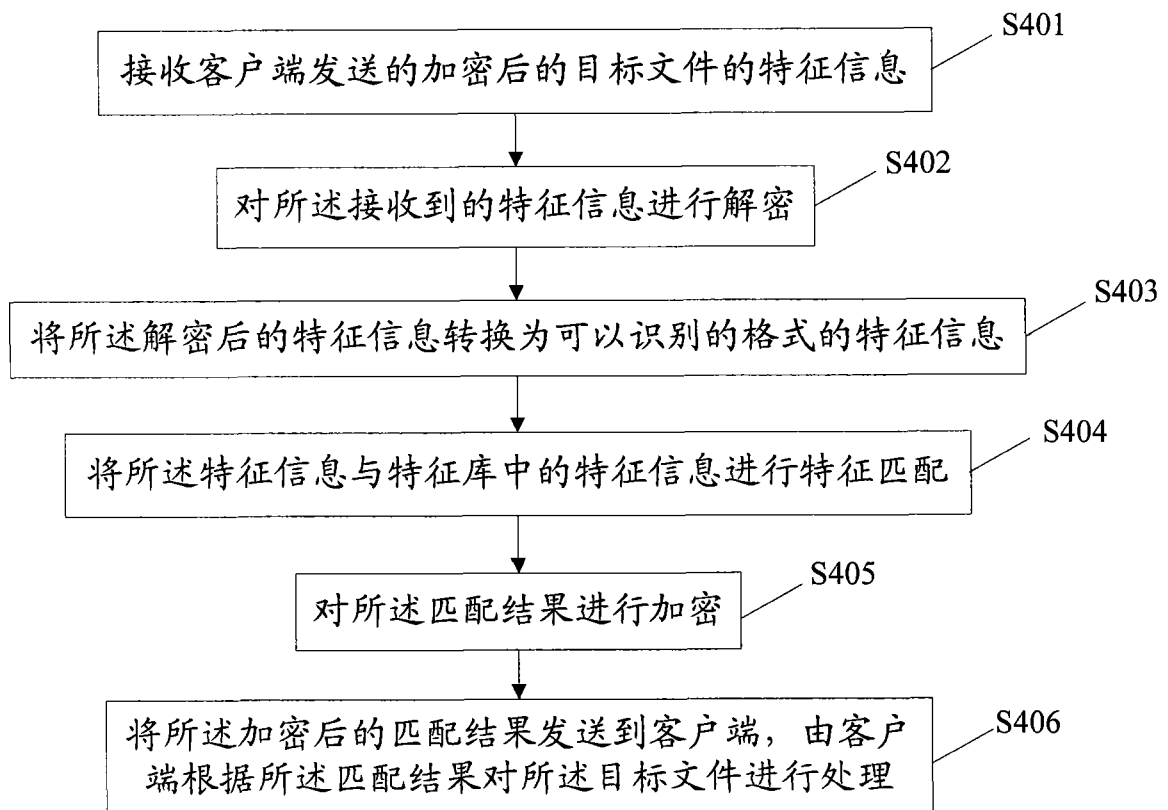 S401
接收客户端发送的加密后的目标文件的特征信息
S402
对所述接收到的特征信息进行解密
S403
将所述解密后的特征信息转换为可以识别的格式的特征信息
S404
将所述特征信息与特征库中的特征信息进行特征匹配
S405
对所述匹配结果进行加密
S406
将所述加密后的匹配结果发送到客户端，由客户
端根据所述匹配结果对所述目标文件进行处理